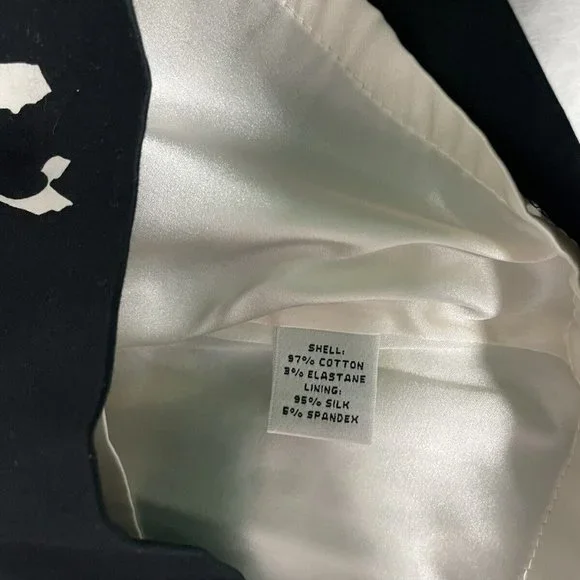 SHELL:
97% COTTON
3% ELASTANE
LINING:
95% SILK
5% SPANDEX